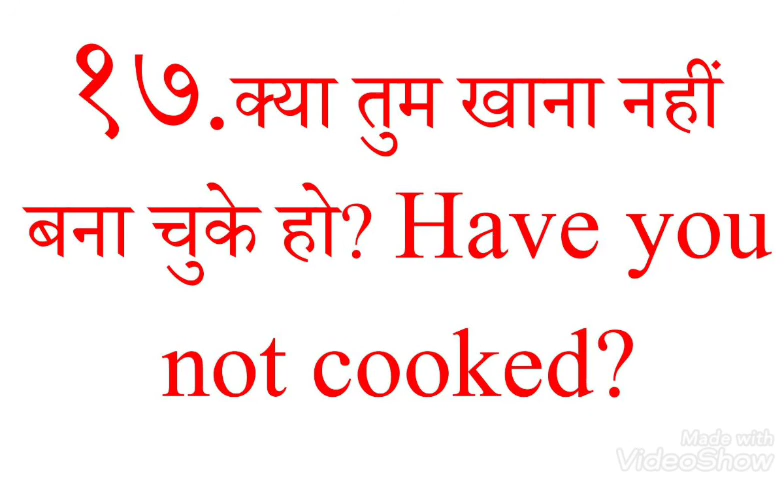 १७.क्या तुम खाना नहीं
बना चुके हो? Have you
not cooked?
Made with
VideoShow